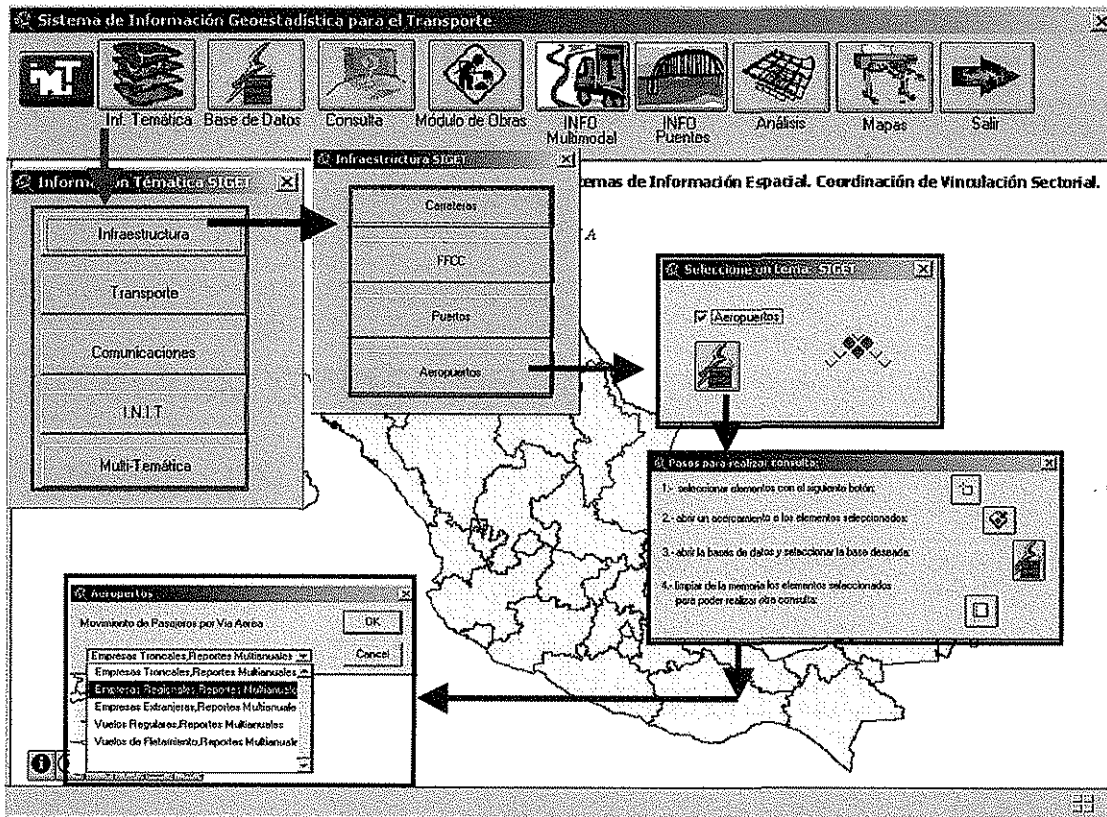 Sistema de Información Geoestadística para el Transporte
iMT
Inf. Temática
Base de Datos
Consulta
Módulo de Obras
INFO
Multimodal
INFO
Puentes
Análisis
Mapas
Salir
Información Temática SIGET
Infraestructura
Transporte
Comunicaciones
I.N.I.T
Multi-Temática
Infraestructura SIGET
Carreteras
FFCC
Puertos
Aeropuertos
temas de Información Espacial. Coordinación de Vinculación Sectorial.
A
Seleccione un tema: SIGET
Aeropuertos
Pasos para realizar consulta
1.- seleccionar elementos con el siguiente botón:
2.- abrir un acercamiento a los elementos seleccionados:
3.- abrir la bases de datos y seleccionar la base deseada:
4.- limpiar de la memoria los elementos seleccionados
para poder realizar otra consulta:
Aeropertos
Movimiento de Pasajeros por Via Aerea
OK
Cancel
Empresas Troncales,Reportes Multianuales
Empresas Troncales,Reportes Multianuales
Empresas Regionales,Reportes Multianuale
Empresas Extranjeras,Reportes Multianuale
Vuelos Regulares,Reportes Multianuales
Vuelos de Fletamiento,Reportes Multianuale